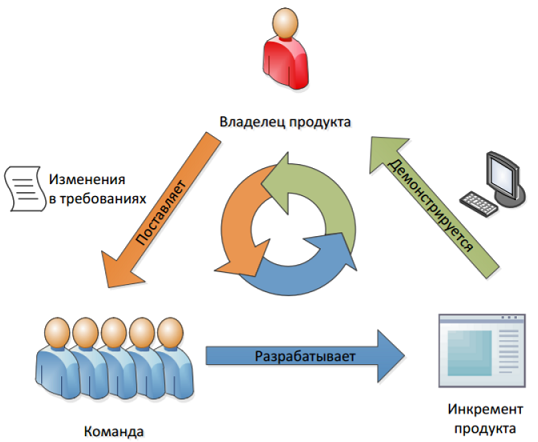 Владелец продукта
Изменения
в требованиях
Поставляет
Демонстрируется
Разрабатывает
Команда
Инкремент
продукта